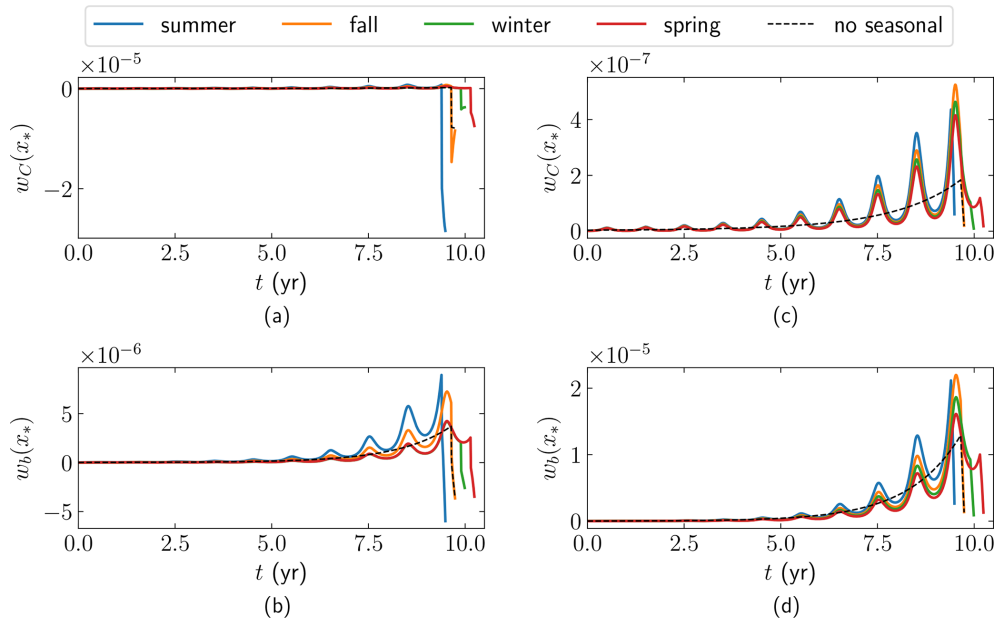 summer fall winter spring no seasonal
×10⁻⁵
0
−2
w_C(x_*)
0.0 2.5 5.0 7.5 10.0
t (yr)
(a)
×10⁻⁷
4
2
0
w_C(x_*)
0.0 2.5 5.0 7.5 10.0
t (yr)
(c)
×10⁻⁶
5
0
−5
w_b(x_*)
0.0 2.5 5.0 7.5 10.0
t (yr)
(b)
×10⁻⁵
2
1
0
w_b(x_*)
0.0 2.5 5.0 7.5 10.0
t (yr)
(d)